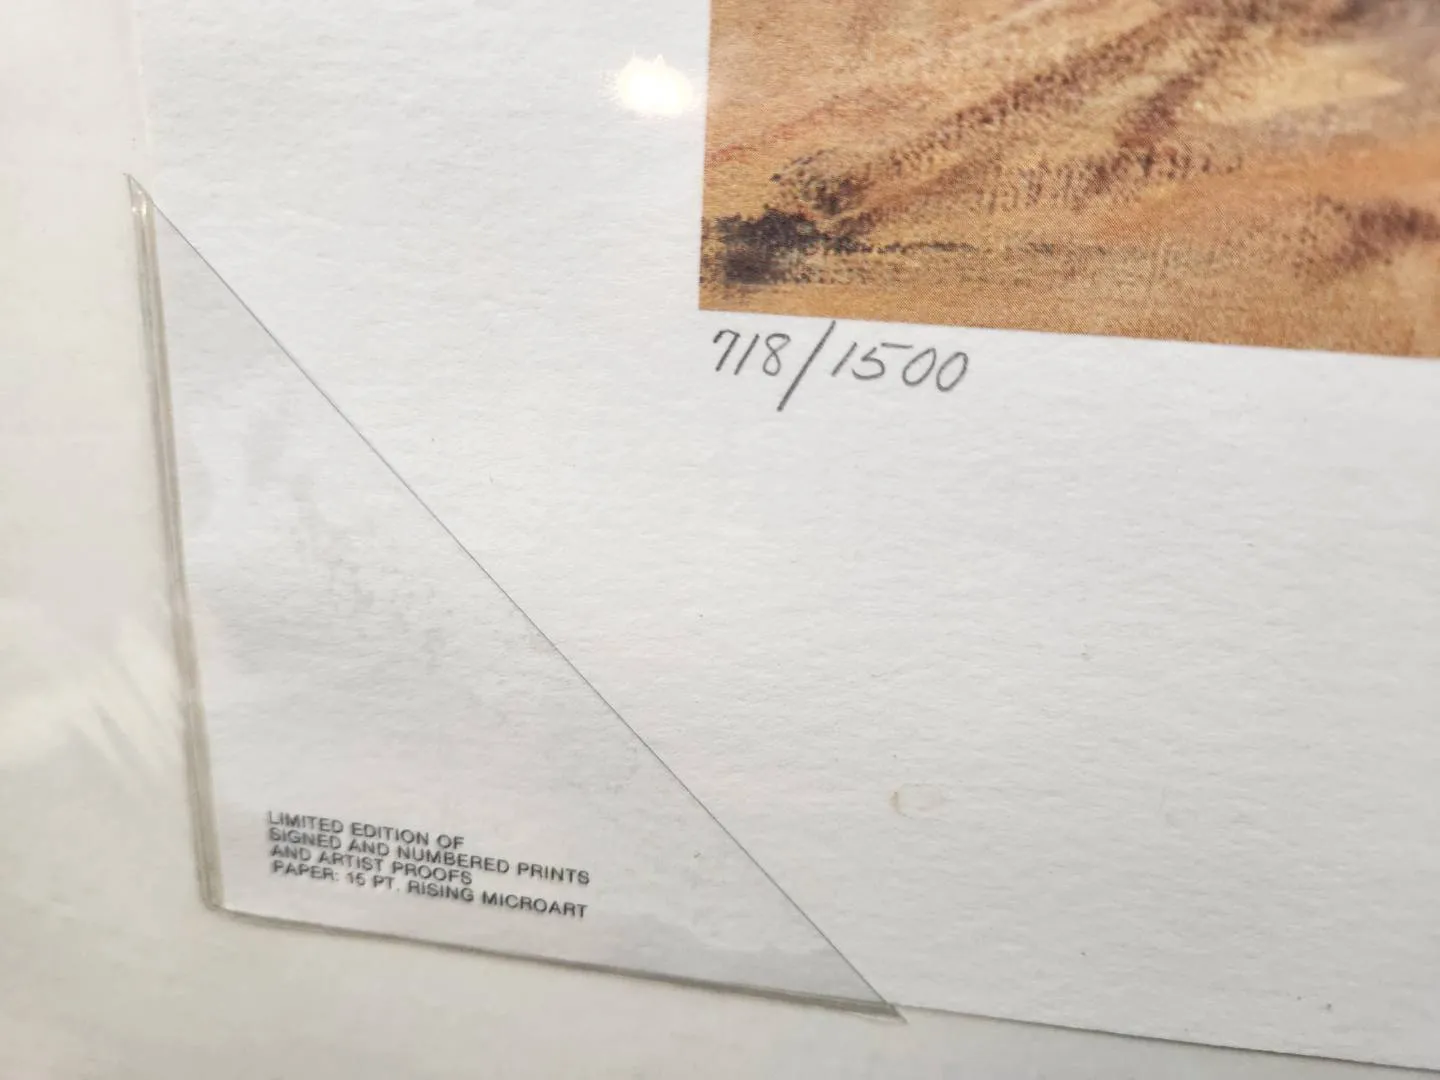 718/1500
LIMITED EDITION OF
SIGNED AND NUMBERED PRINTS
AND ARTIST PROOFS
PAPER: 15 PT. RISING MICROART